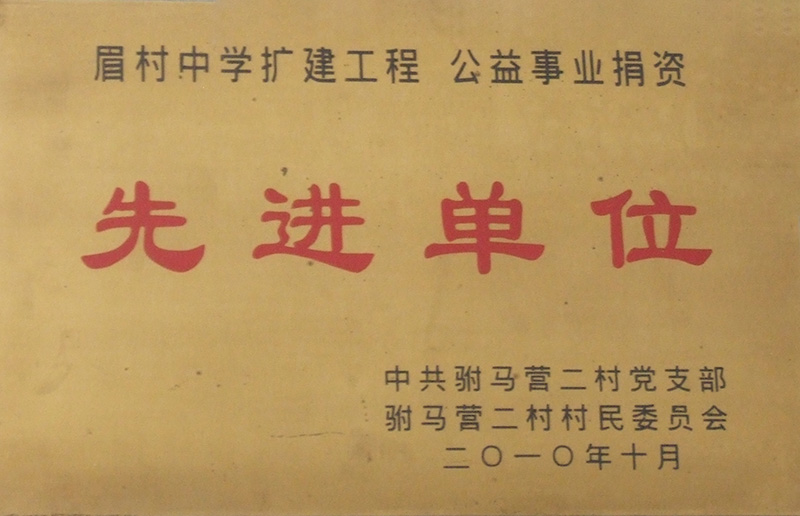 眉村中学扩建工程 公益事业捐资
先进单位
中共驸马营二村党支部
驸马营二村村民委员会
二〇一〇年十月